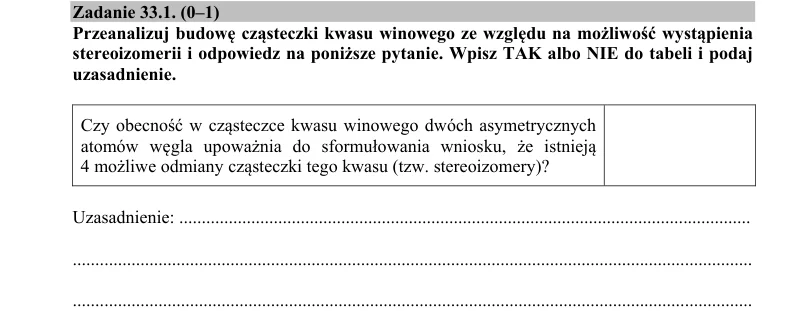 Zadanie 33.1. (0–1)
Przeanalizuj budowę cząsteczki kwasu winowego ze względu na możliwość wystąpienia
stereoizomerii i odpowiedz na poniższe pytanie. Wpisz TAK albo NIE do tabeli i podaj
uzasadnienie.
Czy obecność w cząsteczce kwasu winowego dwóch asymetrycznych
atomów węgla upoważnia do sformułowania wniosku, że istnieją
4 możliwe odmiany cząsteczki tego kwasu (tzw. stereoizomery)?
Uzasadnienie: ...............................................................................................................................
....................................................................................................................................................
....................................................................................................................................................